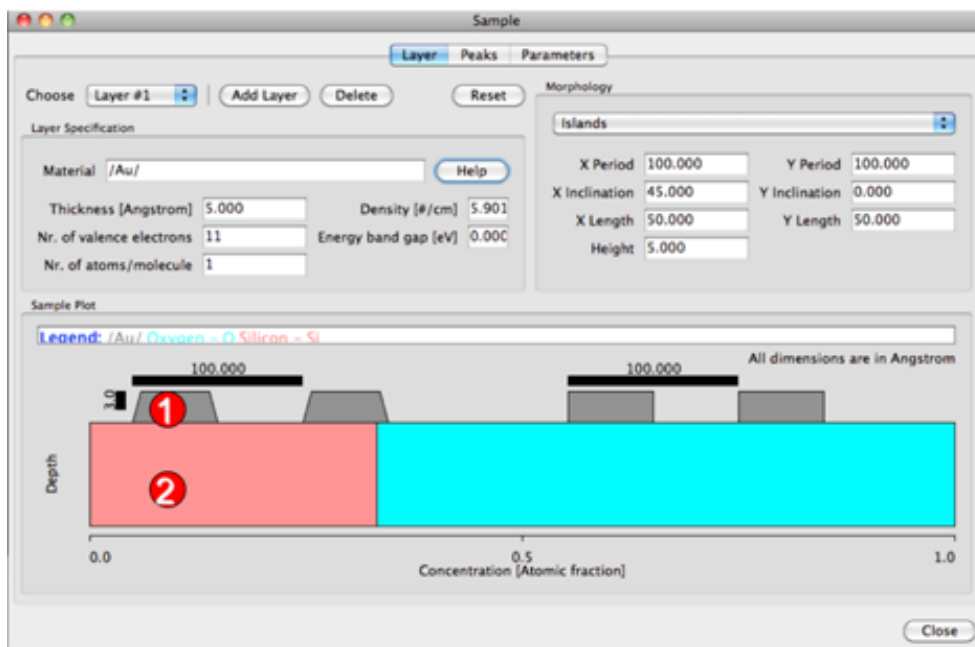 Sample
Layer Peaks Parameters
Choose Layer #1 Add Layer Delete Reset
Layer Specification
Material /Au/ Help
Thickness [Angstrom] 5.000 Density [#/cm] 5.901
Nr. of valence electrons 11 Energy band gap [eV] 0.000
Nr. of atoms/molecule 1
Morphology
Islands
X Period 100.000 Y Period 100.000
X Inclination 45.000 Y Inclination 0.000
X Length 50.000 Y Length 50.000
Height 5.000
Sample Plot
Legend: /Au/ Oxygen - O Silicon - Si
All dimensions are in Angstrom
100.000 100.000
1
2
Depth
0.0 0.5 1.0
Concentration [Atomic fraction]
Close